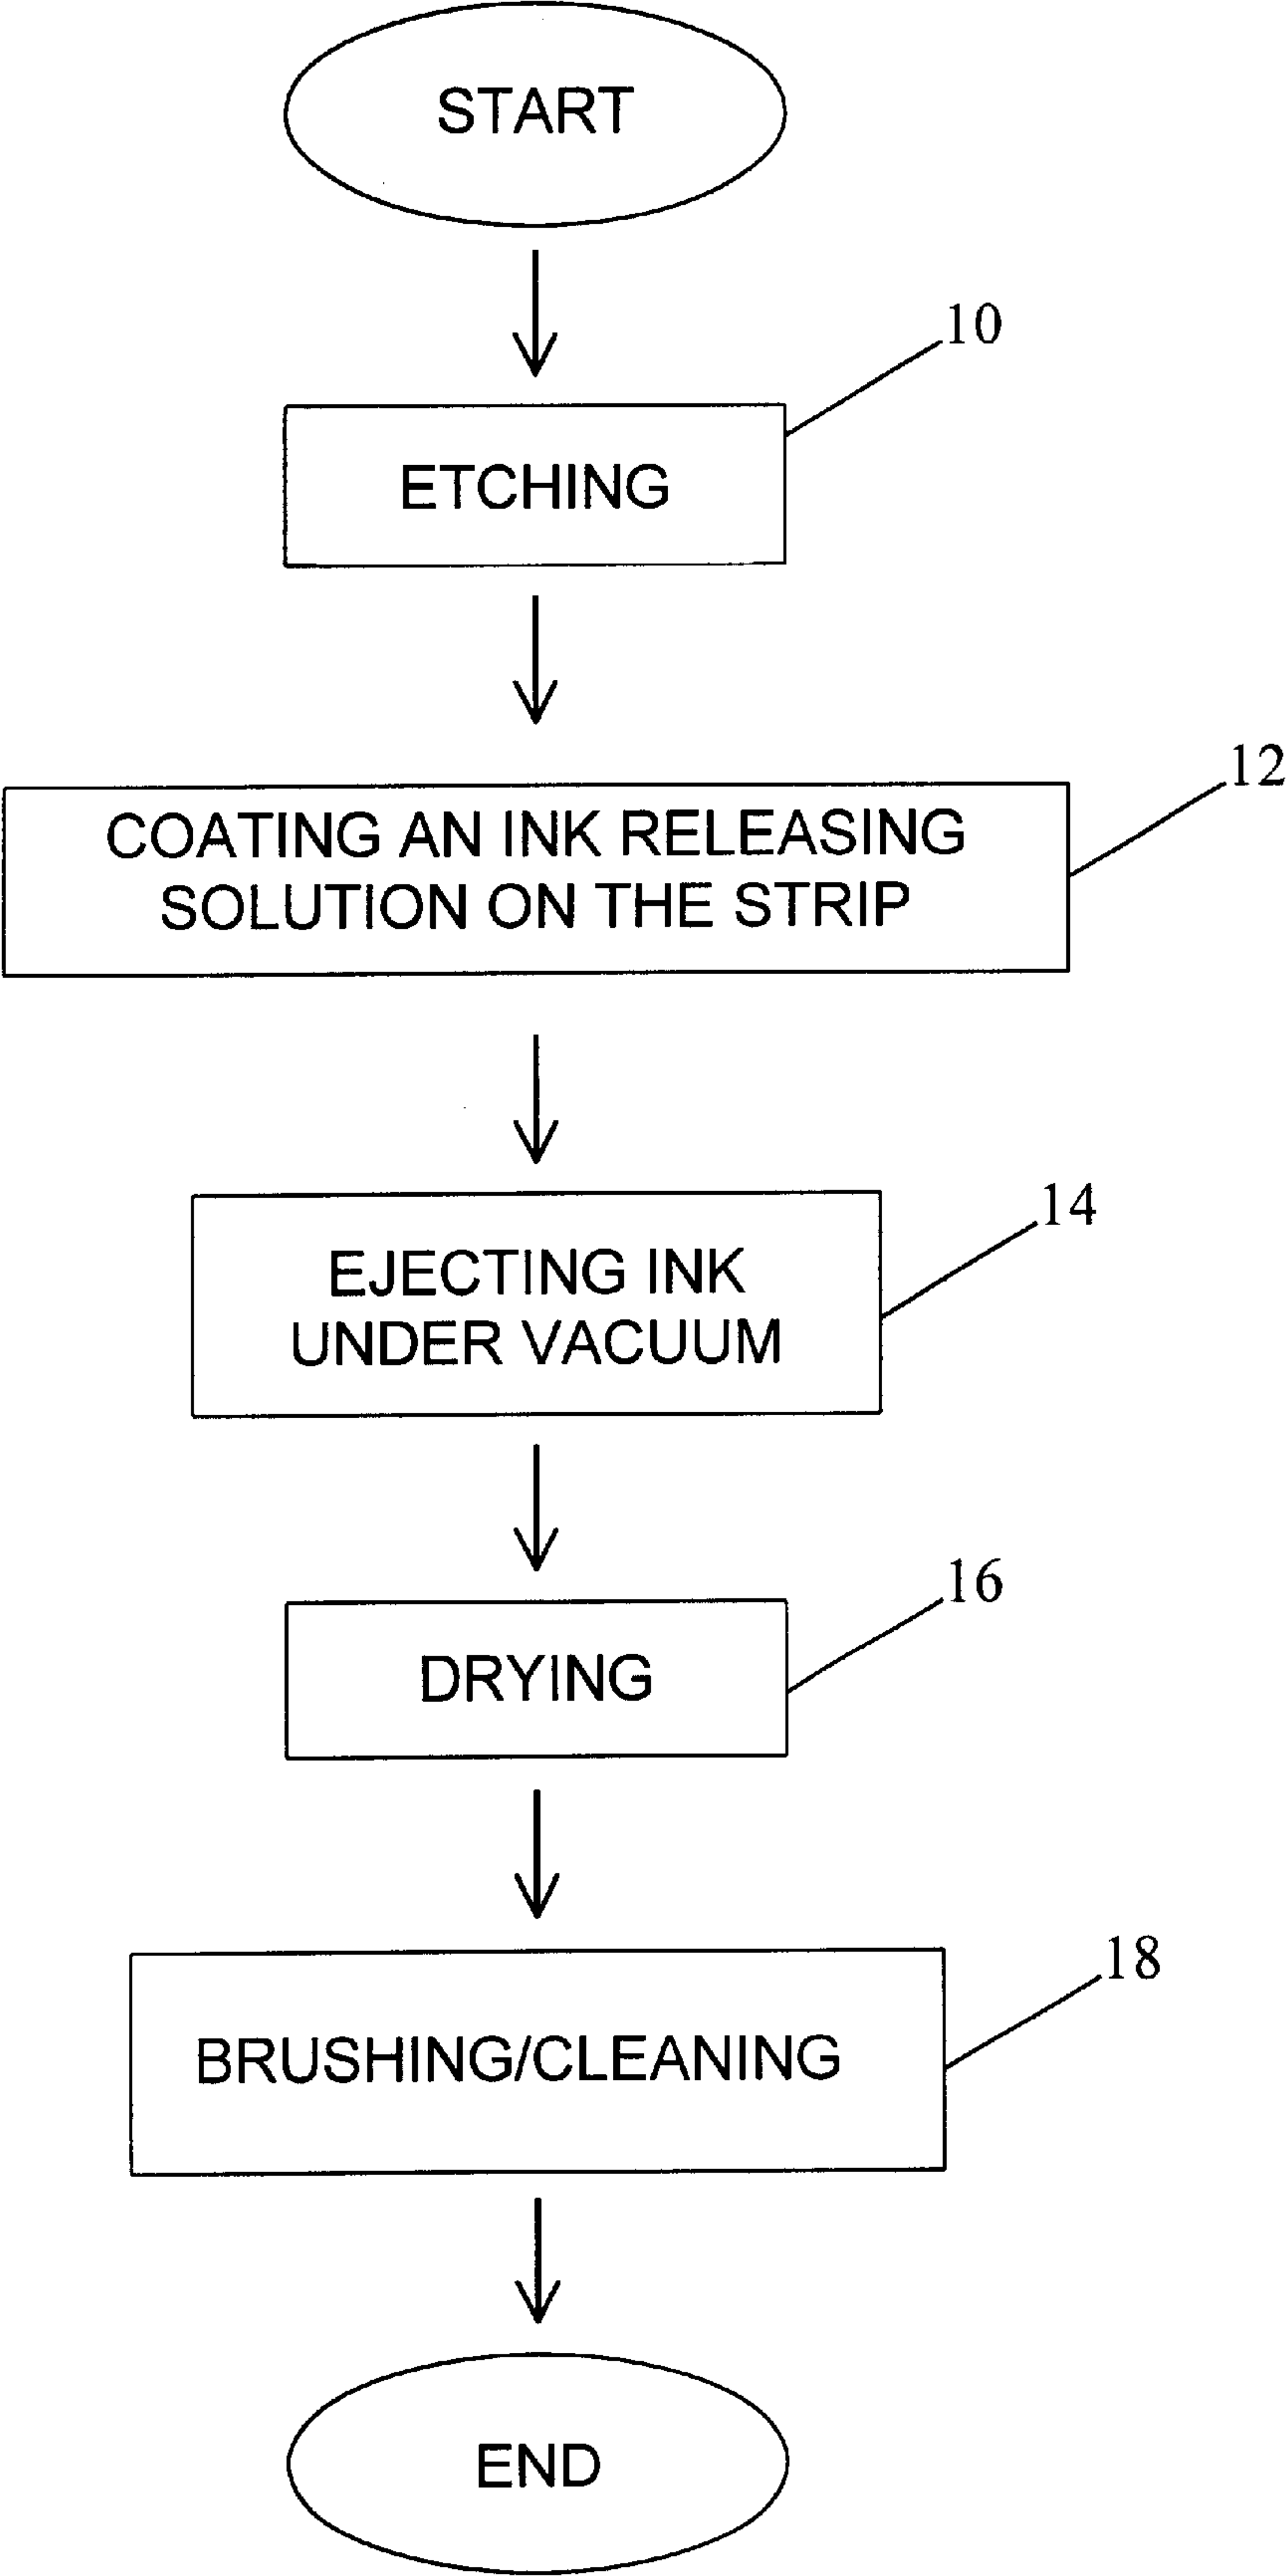 START
10
ETCHING
12
COATING AN INK RELEASING
SOLUTION ON THE STRIP
14
EJECTING INK
UNDER VACUUM
16
DRYING
18
BRUSHING/CLEANING
END